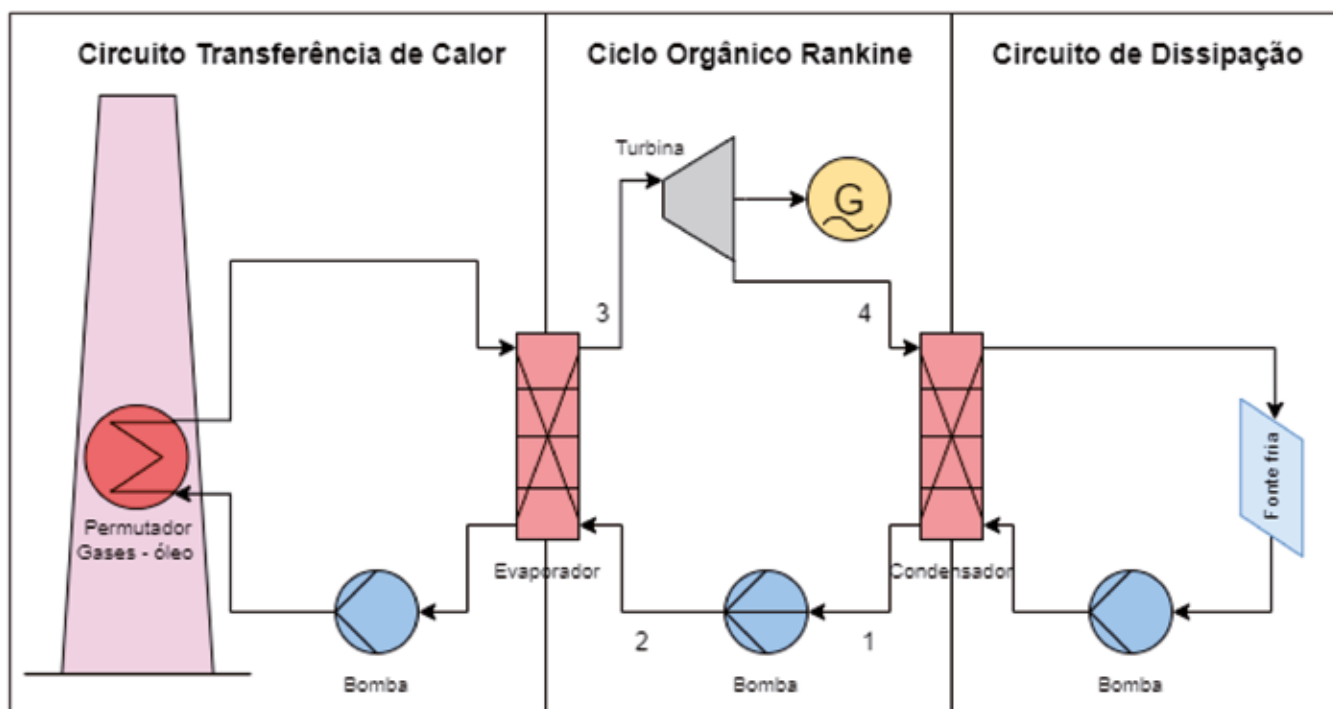 Circuito Transferência de Calor
Ciclo Orgânico Rankine
Circuito de Dissipação
Turbina
G
3
4
Permutador
Gases - óleo
Evaporador
Condensador
Fonte fria
2
1
Bomba
Bomba
Bomba